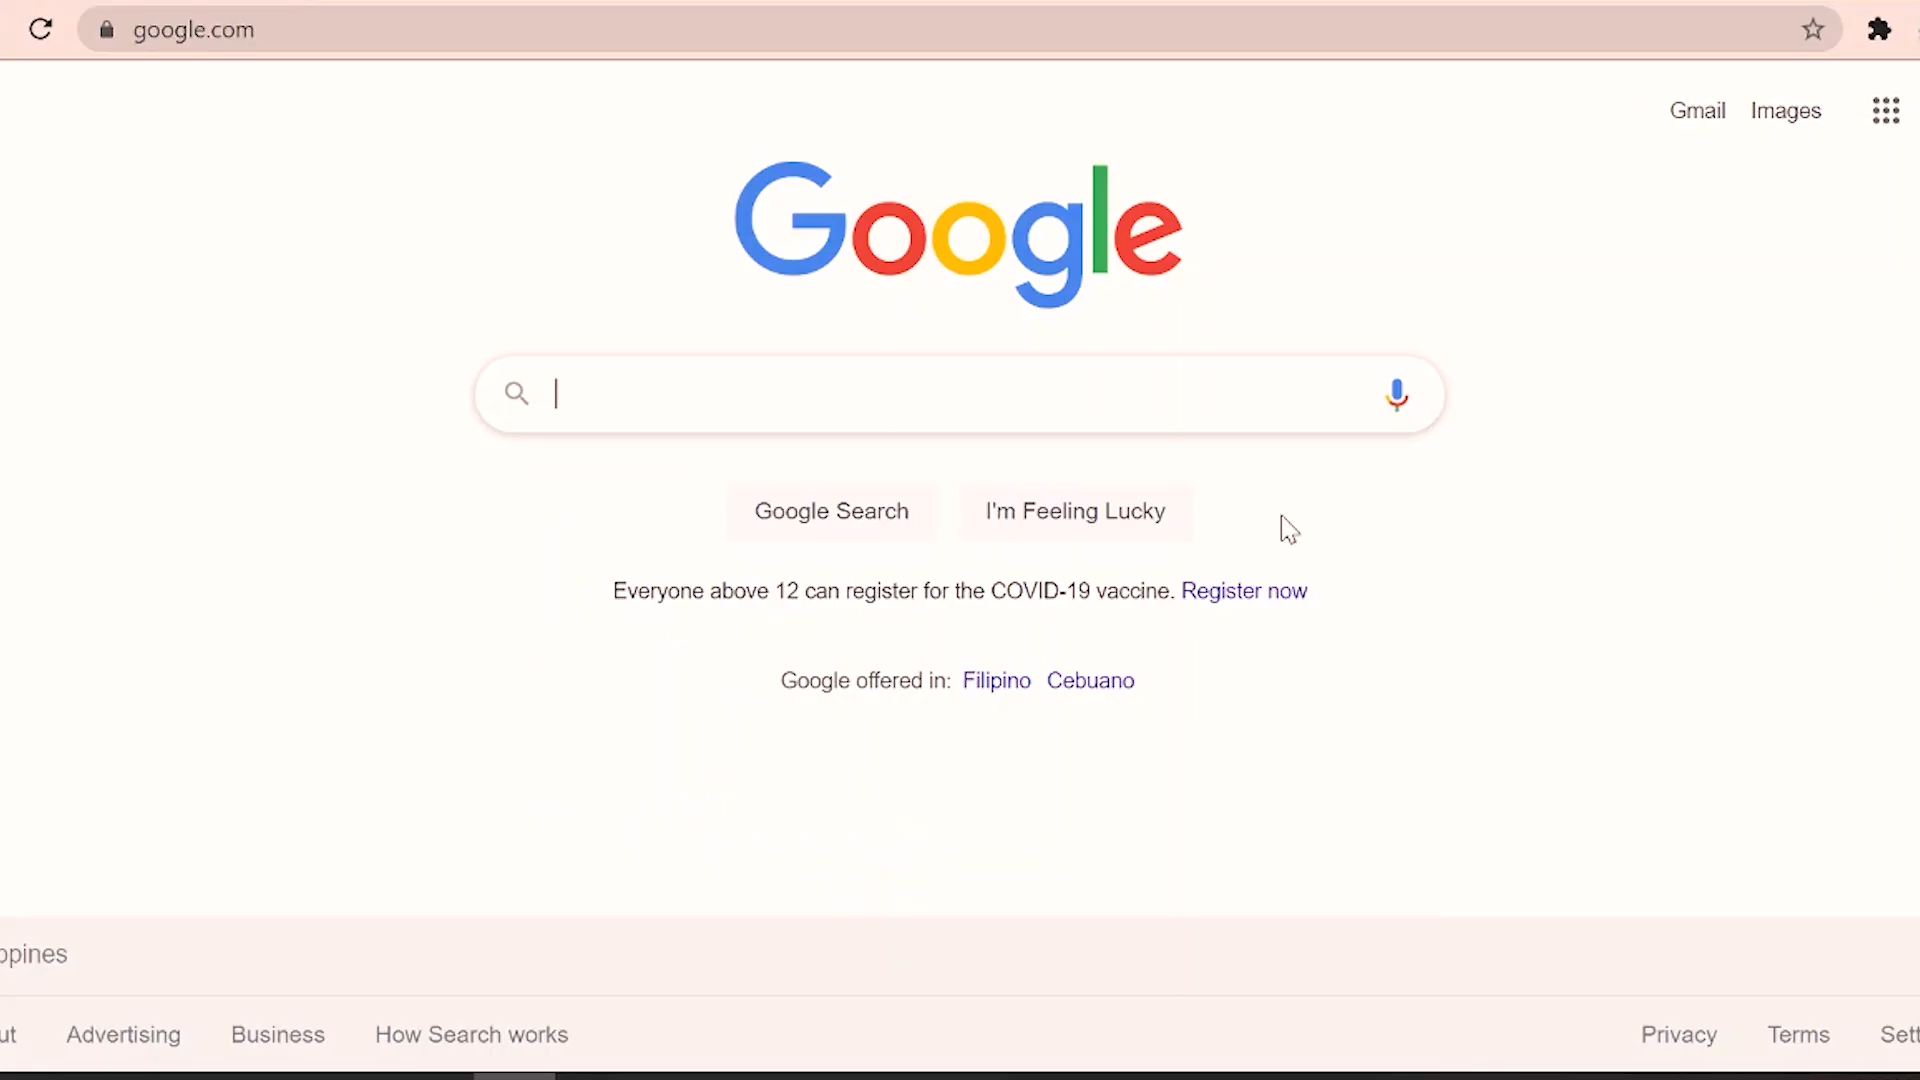 google.com
Gmail Images
Google
Google Search I'm Feeling Lucky
Everyone above 12 can register for the COVID-19 vaccine. Register now
Google offered in: Filipino Cebuano
ppines
ut Advertising Business How Search works Privacy Terms Sett